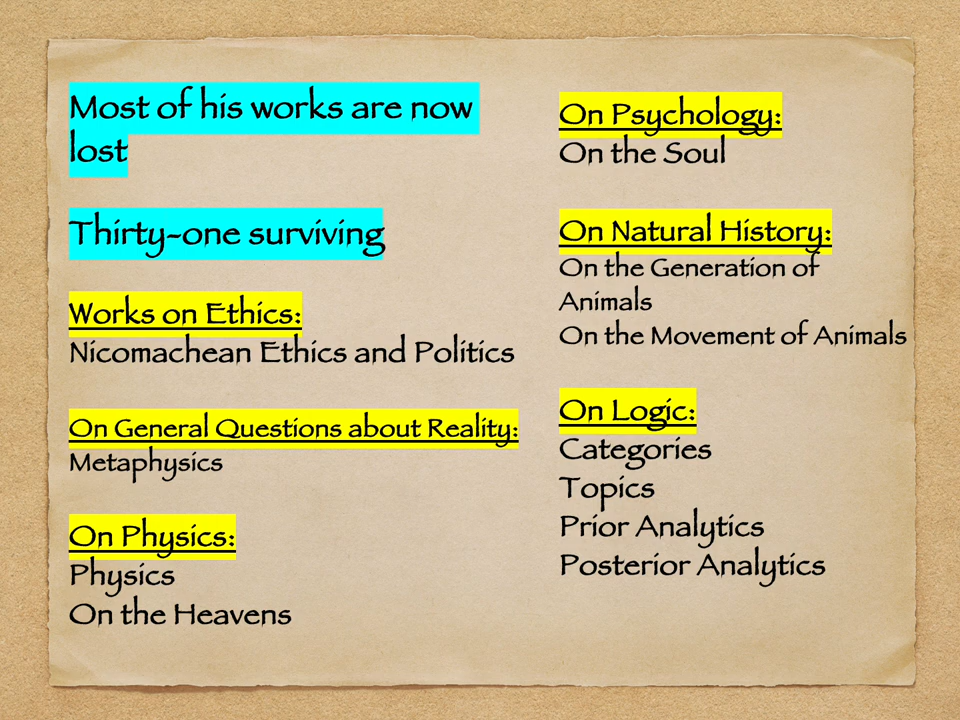 Most of his works are now
lost
Thirty-one surviving
Works on Ethics:
Nicomachean Ethics and Politics
On General Questions about Reality:
Metaphysics
On Physics:
Physics
On the Heavens
On Psychology:
On the Soul
On Natural History:
On the Generation of
Animals
On the Movement of Animals
On Logic:
Categories
Topics
Prior Analytics
Posterior Analytics